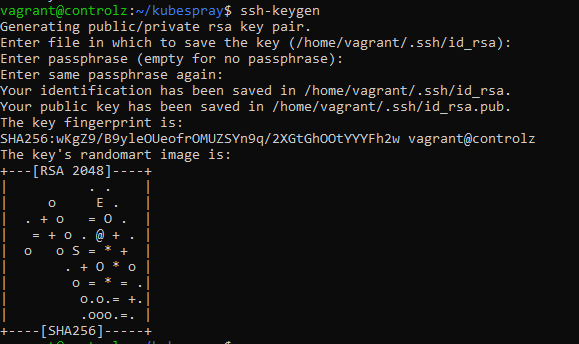 vagrant@controlz:~/kubespray$ ssh-keygen
Generating public/private rsa key pair.
Enter file in which to save the key (/home/vagrant/.ssh/id_rsa):
Enter passphrase (empty for no passphrase):
Enter same passphrase again:
Your identification has been saved in /home/vagrant/.ssh/id_rsa.
Your public key has been saved in /home/vagrant/.ssh/id_rsa.pub.
The key fingerprint is:
SHA256:wKgZ9/B9yleOUeofrOMUZSYn9q/2XGtGhOOtYYYFh2w vagrant@controlz
The key's randomart image is:
+---[RSA 2048]----+
|          . .    |
|     o     E .   |
|  . + o   = O .  |
|   = + o . @ + . |
|  o   o S = * +  |
|       . + O * o |
|        o = * = .|
|         o.o.= +.|
|         .ooo.=. |
+----[SHA256]-----+